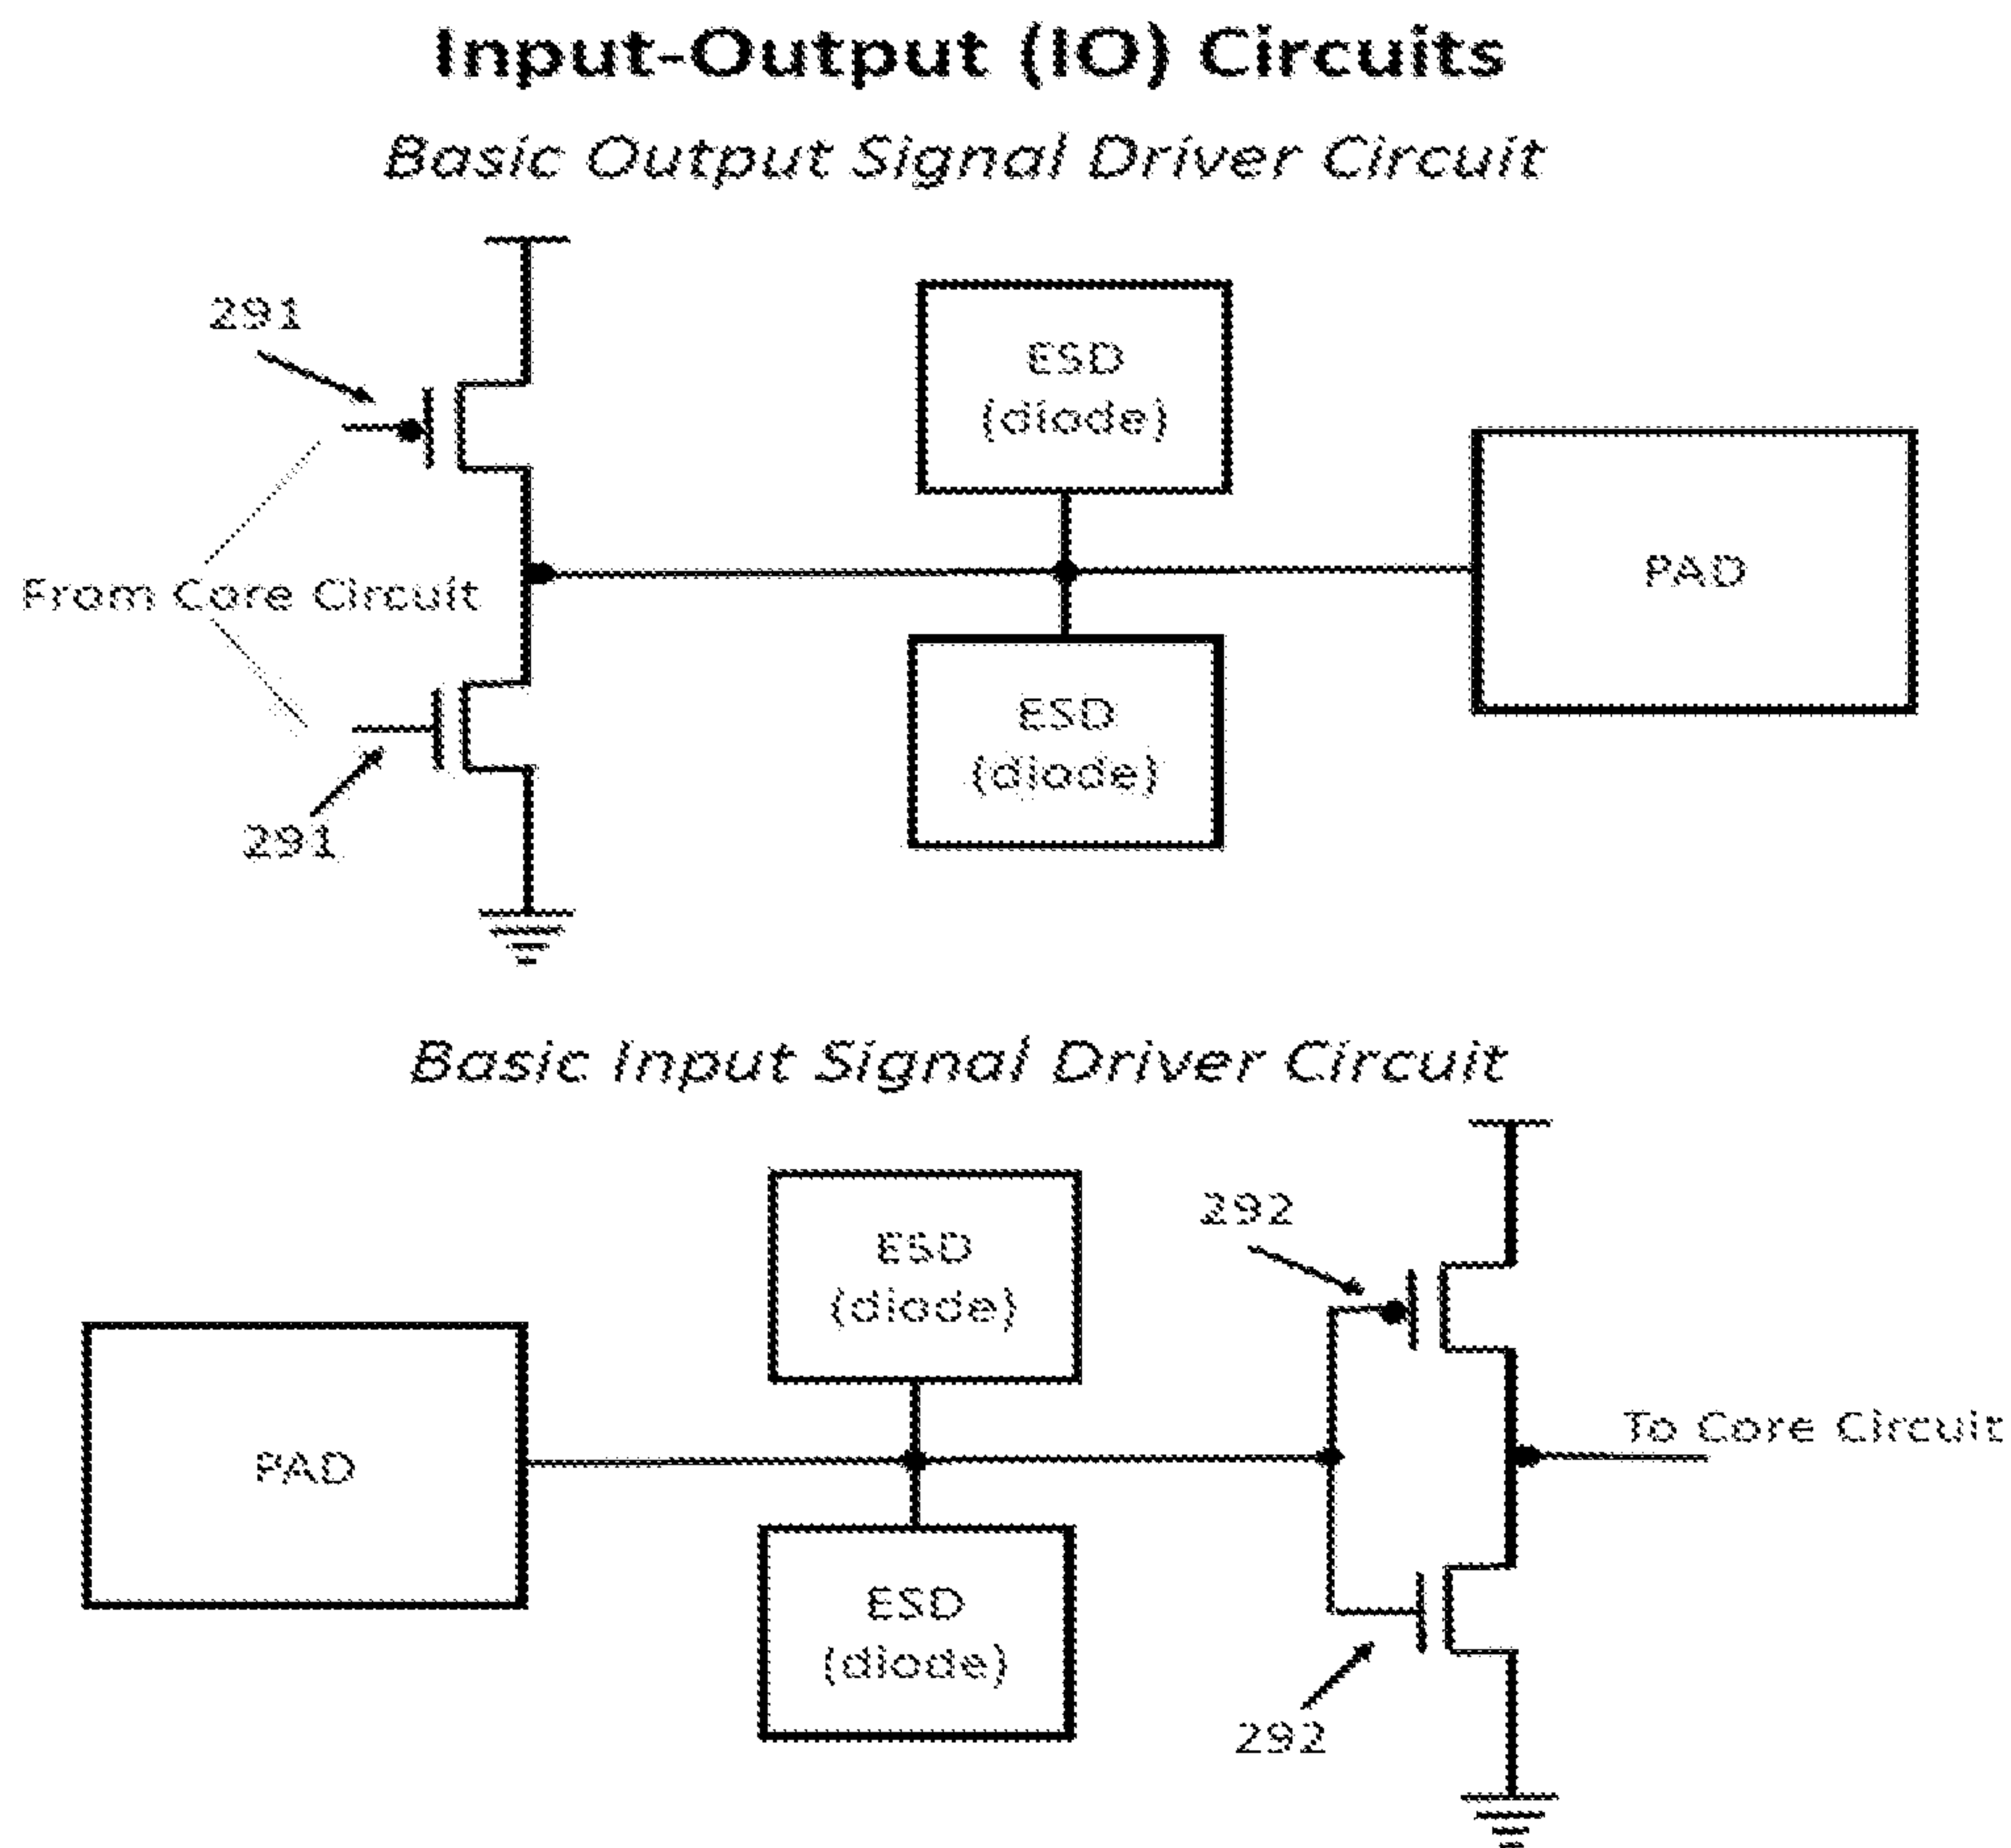 Input-Output (IO) Circuits
Basic Output Signal Driver Circuit
291
ESD
(diode)
PAD
From Core Circuit
ESD
(diode)
291
Basic Input Signal Driver Circuit
292
ESD
(diode)
To Core Circuit
PAD
ESD
(diode)
292